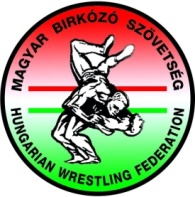 MAGYAR BIRKÓZÓ SZÖVETSÉG
HUNGARIAN WRESTLING FEDERATION